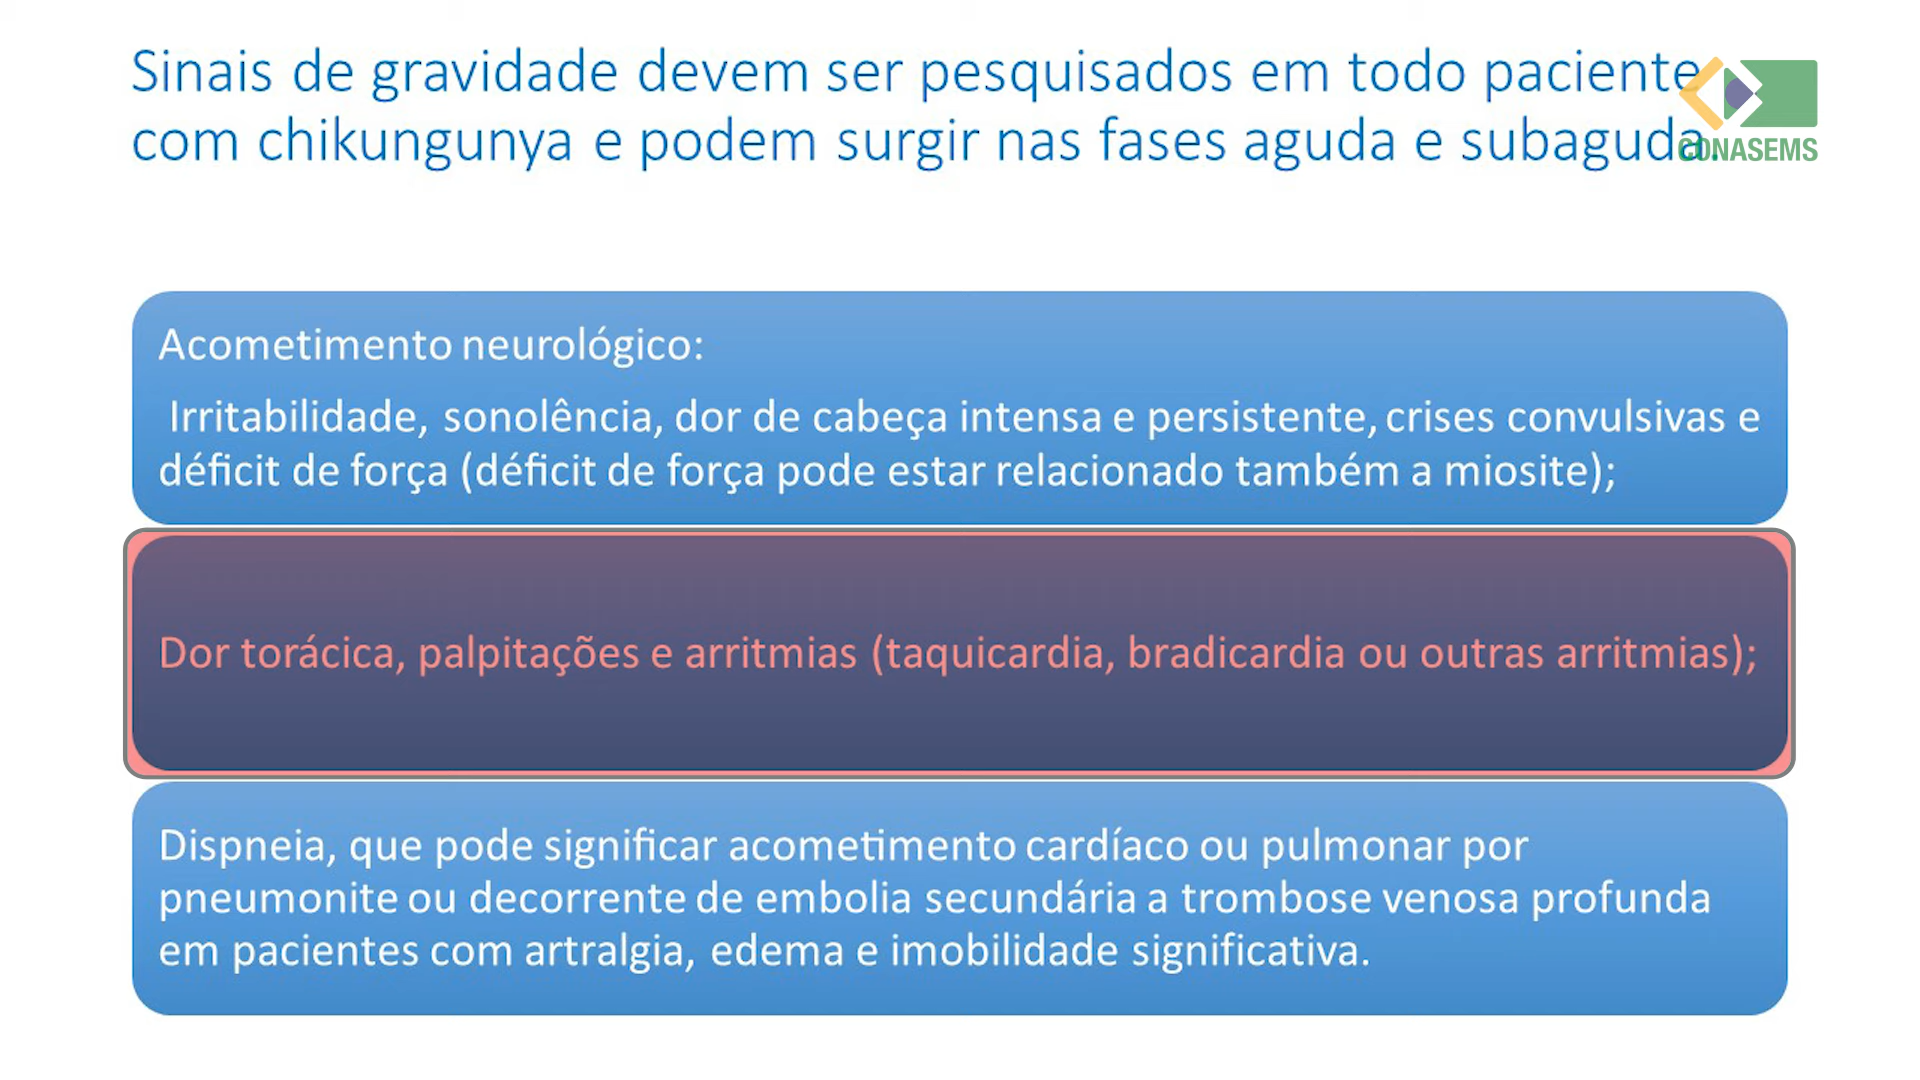 Sinais de gravidade devem ser pesquisados em todo paciente
com chikungunya e podem surgir nas fases aguda e subaguda.
CONASEMS
Acometimento neurológico:
Irritabilidade, sonolência, dor de cabeça intensa e persistente, crises convulsivas e
déficit de força (déficit de força pode estar relacionado também a miosite);
Dor torácica, palpitações e arritmias (taquicardia, bradicardia ou outras arritmias);
Dispneia, que pode significar acometimento cardíaco ou pulmonar por
pneumonite ou decorrente de embolia secundária a trombose venosa profunda
em pacientes com artralgia, edema e imobilidade significativa.